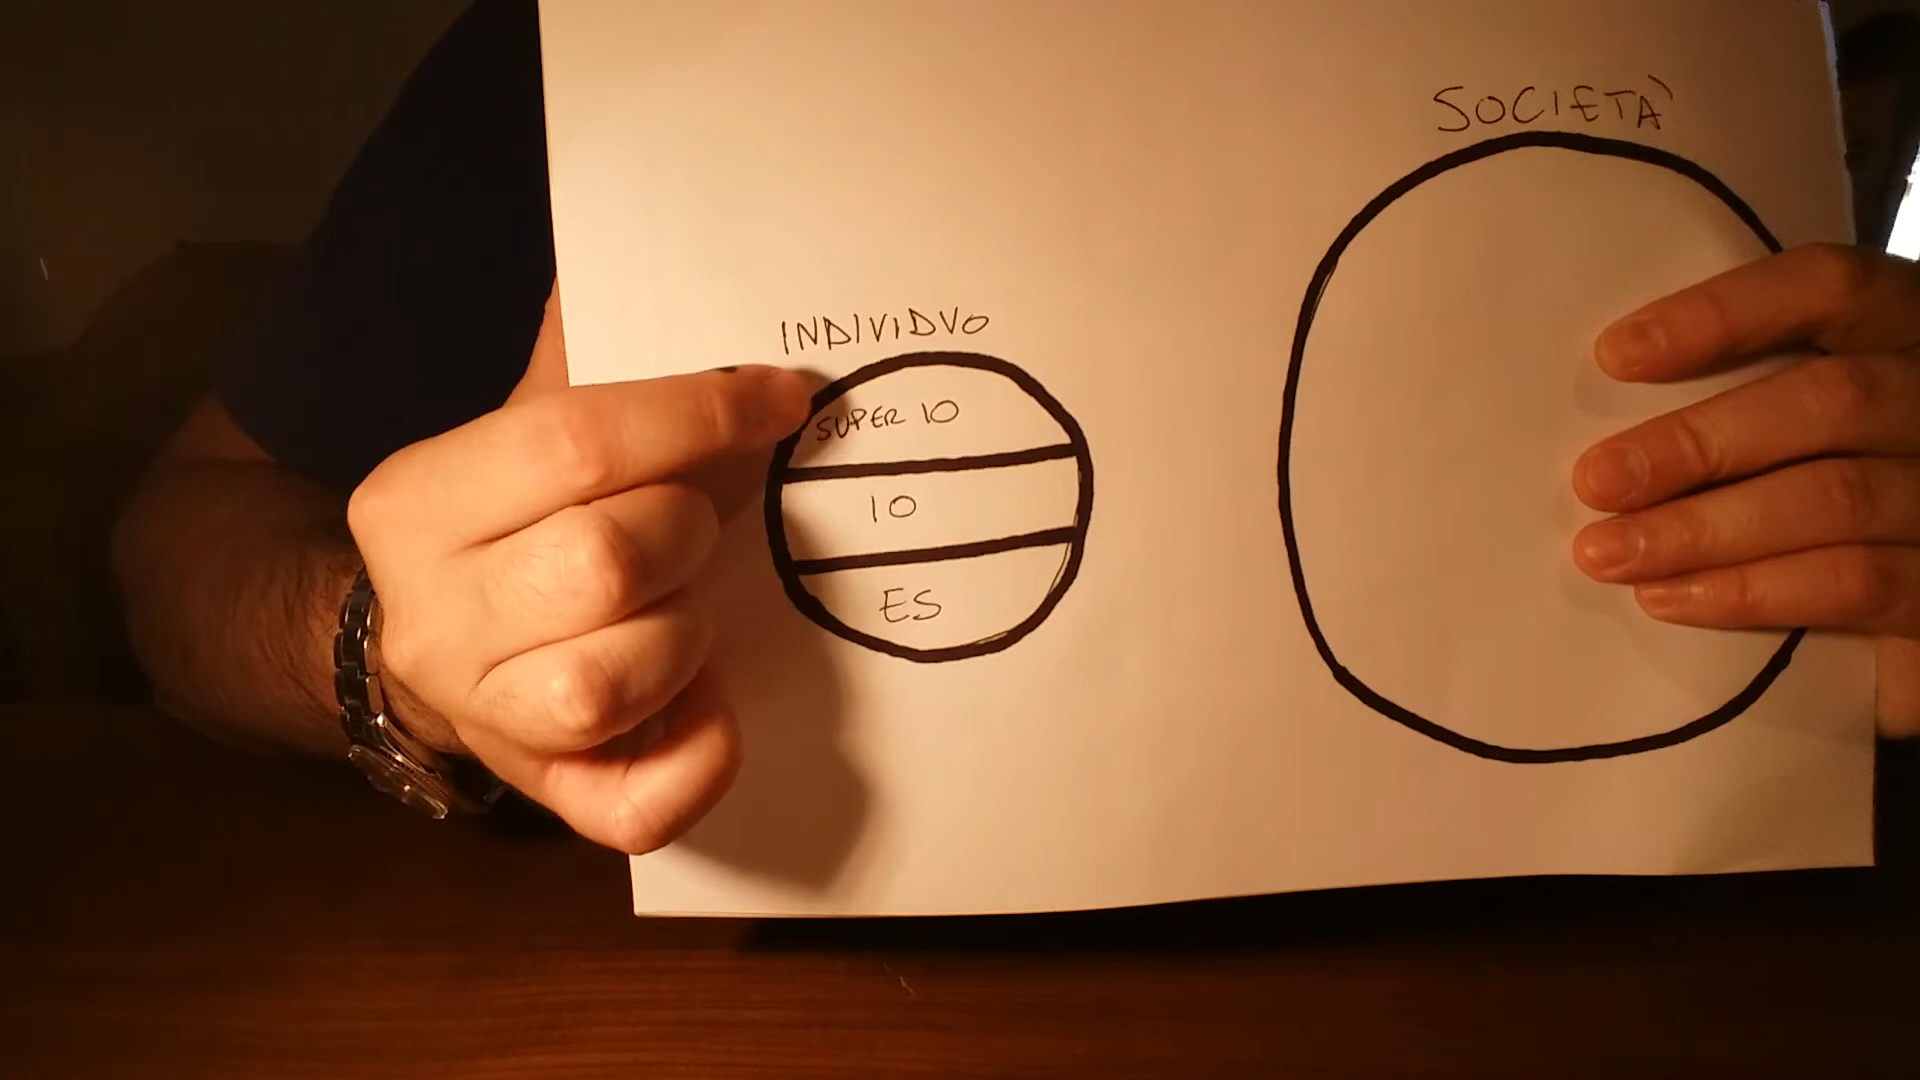 SOCIETÀ
INDIVIDVO
SUPER IO
IO
ES